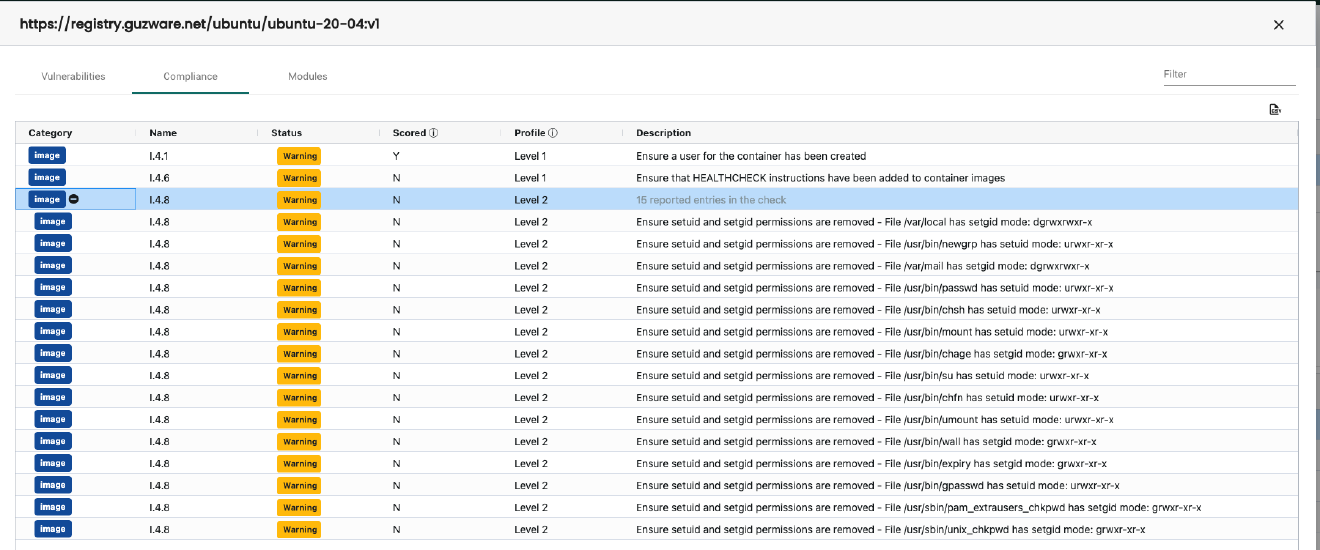 https://registry.guzware.net/ubuntu/ubuntu-20-04:v1
Vulnerabilities Compliance Modules Filter
Category Name Status Scored Profile Description
image I.4.1 Warning Y Level 1 Ensure a user for the container has been created
image I.4.6 Warning N Level 1 Ensure that HEALTHCHECK instructions have been added to container images
image I.4.8 Warning N Level 2 15 reported entries in the check
image I.4.8 Warning N Level 2 Ensure setuid and setgid permissions are removed - File /var/local has setgid mode: dgrwxrwxr-x
image I.4.8 Warning N Level 2 Ensure setuid and setgid permissions are removed - File /usr/bin/newgrp has setuid mode: urwxr-xr-x
image I.4.8 Warning N Level 2 Ensure setuid and setgid permissions are removed - File /var/mail has setgid mode: dgrwxrwxr-x
image I.4.8 Warning N Level 2 Ensure setuid and setgid permissions are removed - File /usr/bin/passwd has setuid mode: urwxr-xr-x
image I.4.8 Warning N Level 2 Ensure setuid and setgid permissions are removed - File /usr/bin/chsh has setuid mode: urwxr-xr-x
image I.4.8 Warning N Level 2 Ensure setuid and setgid permissions are removed - File /usr/bin/mount has setuid mode: urwxr-xr-x
image I.4.8 Warning N Level 2 Ensure setuid and setgid permissions are removed - File /usr/bin/chage has setgid mode: grwxr-xr-x
image I.4.8 Warning N Level 2 Ensure setuid and setgid permissions are removed - File /usr/bin/su has setuid mode: urwxr-xr-x
image I.4.8 Warning N Level 2 Ensure setuid and setgid permissions are removed - File /usr/bin/chfn has setuid mode: urwxr-xr-x
image I.4.8 Warning N Level 2 Ensure setuid and setgid permissions are removed - File /usr/bin/umount has setuid mode: urwxr-xr-x
image I.4.8 Warning N Level 2 Ensure setuid and setgid permissions are removed - File /usr/bin/wall has setgid mode: grwxr-xr-x
image I.4.8 Warning N Level 2 Ensure setuid and setgid permissions are removed - File /usr/bin/expiry has setgid mode: grwxr-xr-x
image I.4.8 Warning N Level 2 Ensure setuid and setgid permissions are removed - File /usr/bin/gpasswd has setuid mode: urwxr-xr-x
image I.4.8 Warning N Level 2 Ensure setuid and setgid permissions are removed - File /usr/sbin/pam_extrausers_chkpwd has setgid mode: grwxr-xr-x
image I.4.8 Warning N Level 2 Ensure setuid and setgid permissions are removed - File /usr/sbin/unix_chkpwd has setgid mode: grwxr-xr-x